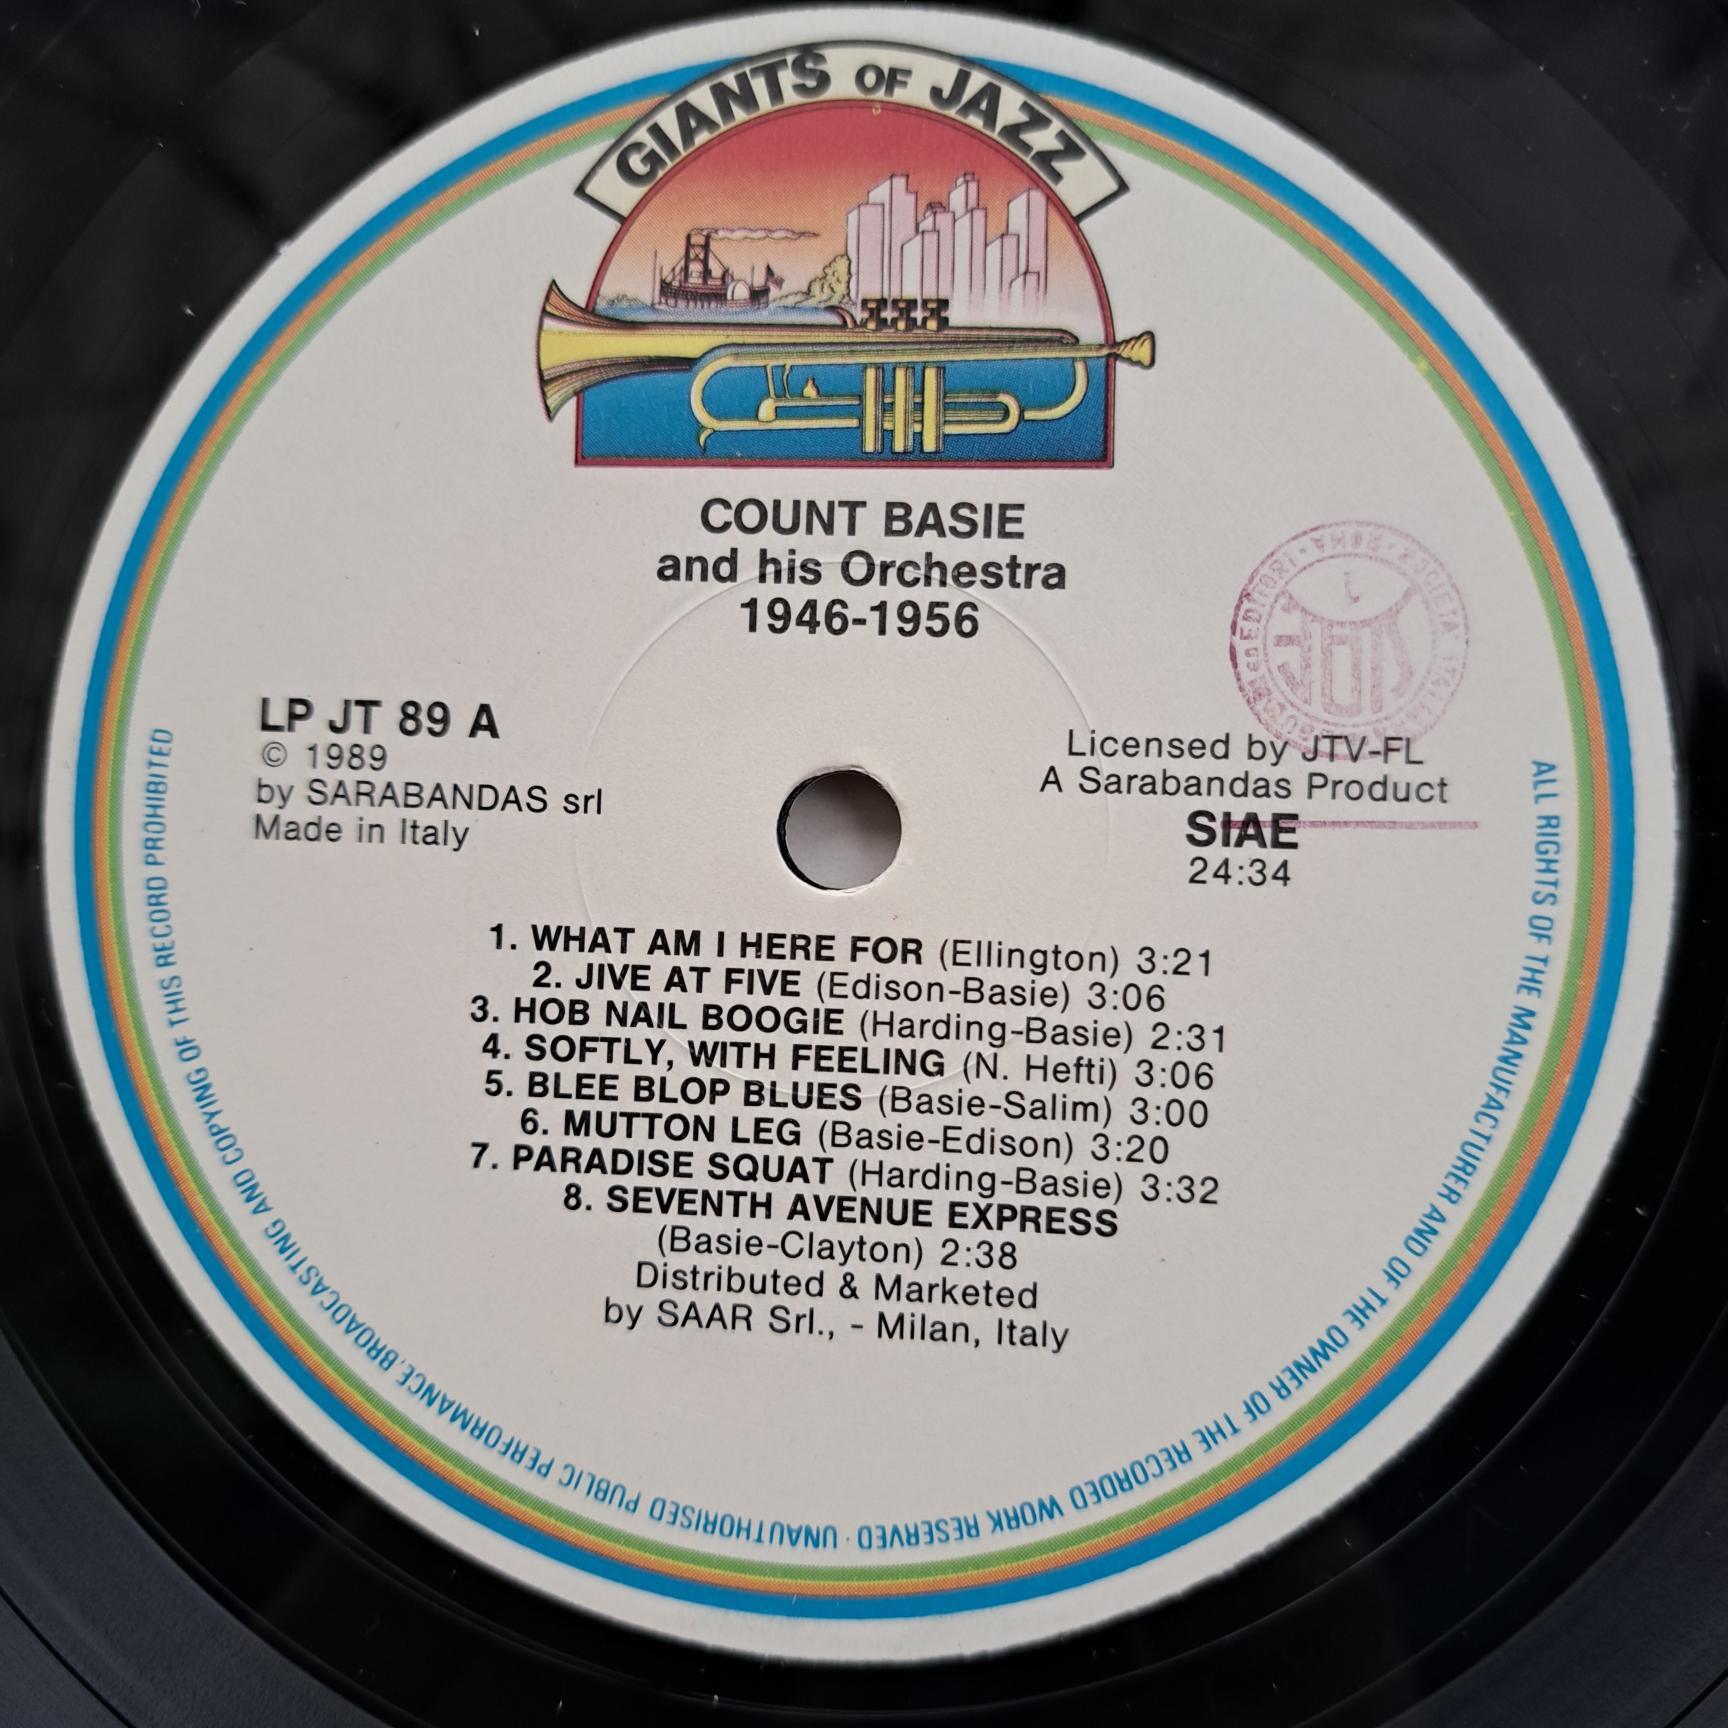 GIANTS OF JAZZ
COUNT BASIE
and his Orchestra
1946-1956
LP JT 89 A
© 1989
by SARABANDAS srl
Made in Italy
Licensed by JTV-FL
A Sarabandas Product
SIAE
24:34
1. WHAT AM I HERE FOR (Ellington) 3:21
2. JIVE AT FIVE (Edison-Basie) 3:06
3. HOB NAIL BOOGIE (Harding-Basie) 2:31
4. SOFTLY, WITH FEELING (N. Hefti) 3:06
5. BLEE BLOP BLUES (Basie-Salim) 3:00
6. MUTTON LEG (Basie-Edison) 3:20
7. PARADISE SQUAT (Harding-Basie) 3:32
8. SEVENTH AVENUE EXPRESS
(Basie-Clayton) 2:38
Distributed & Marketed
by SAAR Srl., - Milan, Italy
ALL RIGHTS OF THE MANUFACTURER AND OF THE OWNER OF THE RECORDED WORK RESERVED · UNAUTHORISED PUBLIC PERFORMANCE, BROADCASTING AND COPYING OF THIS RECORD PROHIBITED
EDITORI · ROMA · SOCIETA